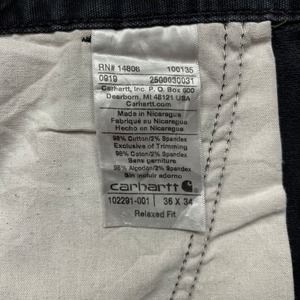 RN# 14806 100135
0919 2500030031
Carhartt, Inc. P.O. Box 600
Dearborn, MI 48121 USA
Carhartt.com
Made in Nicaragua
Fabriqué au Nicaragua
Hecho en Nicaragua
98% Cotton/2% Spandex
Exclusive of Trimming
98% Coton/2% Spandex
Sans garniture
98% Algodon/2% Spandex
Sin incluir adorno
carhartt
102291-001 36 X 34
Relaxed Fit